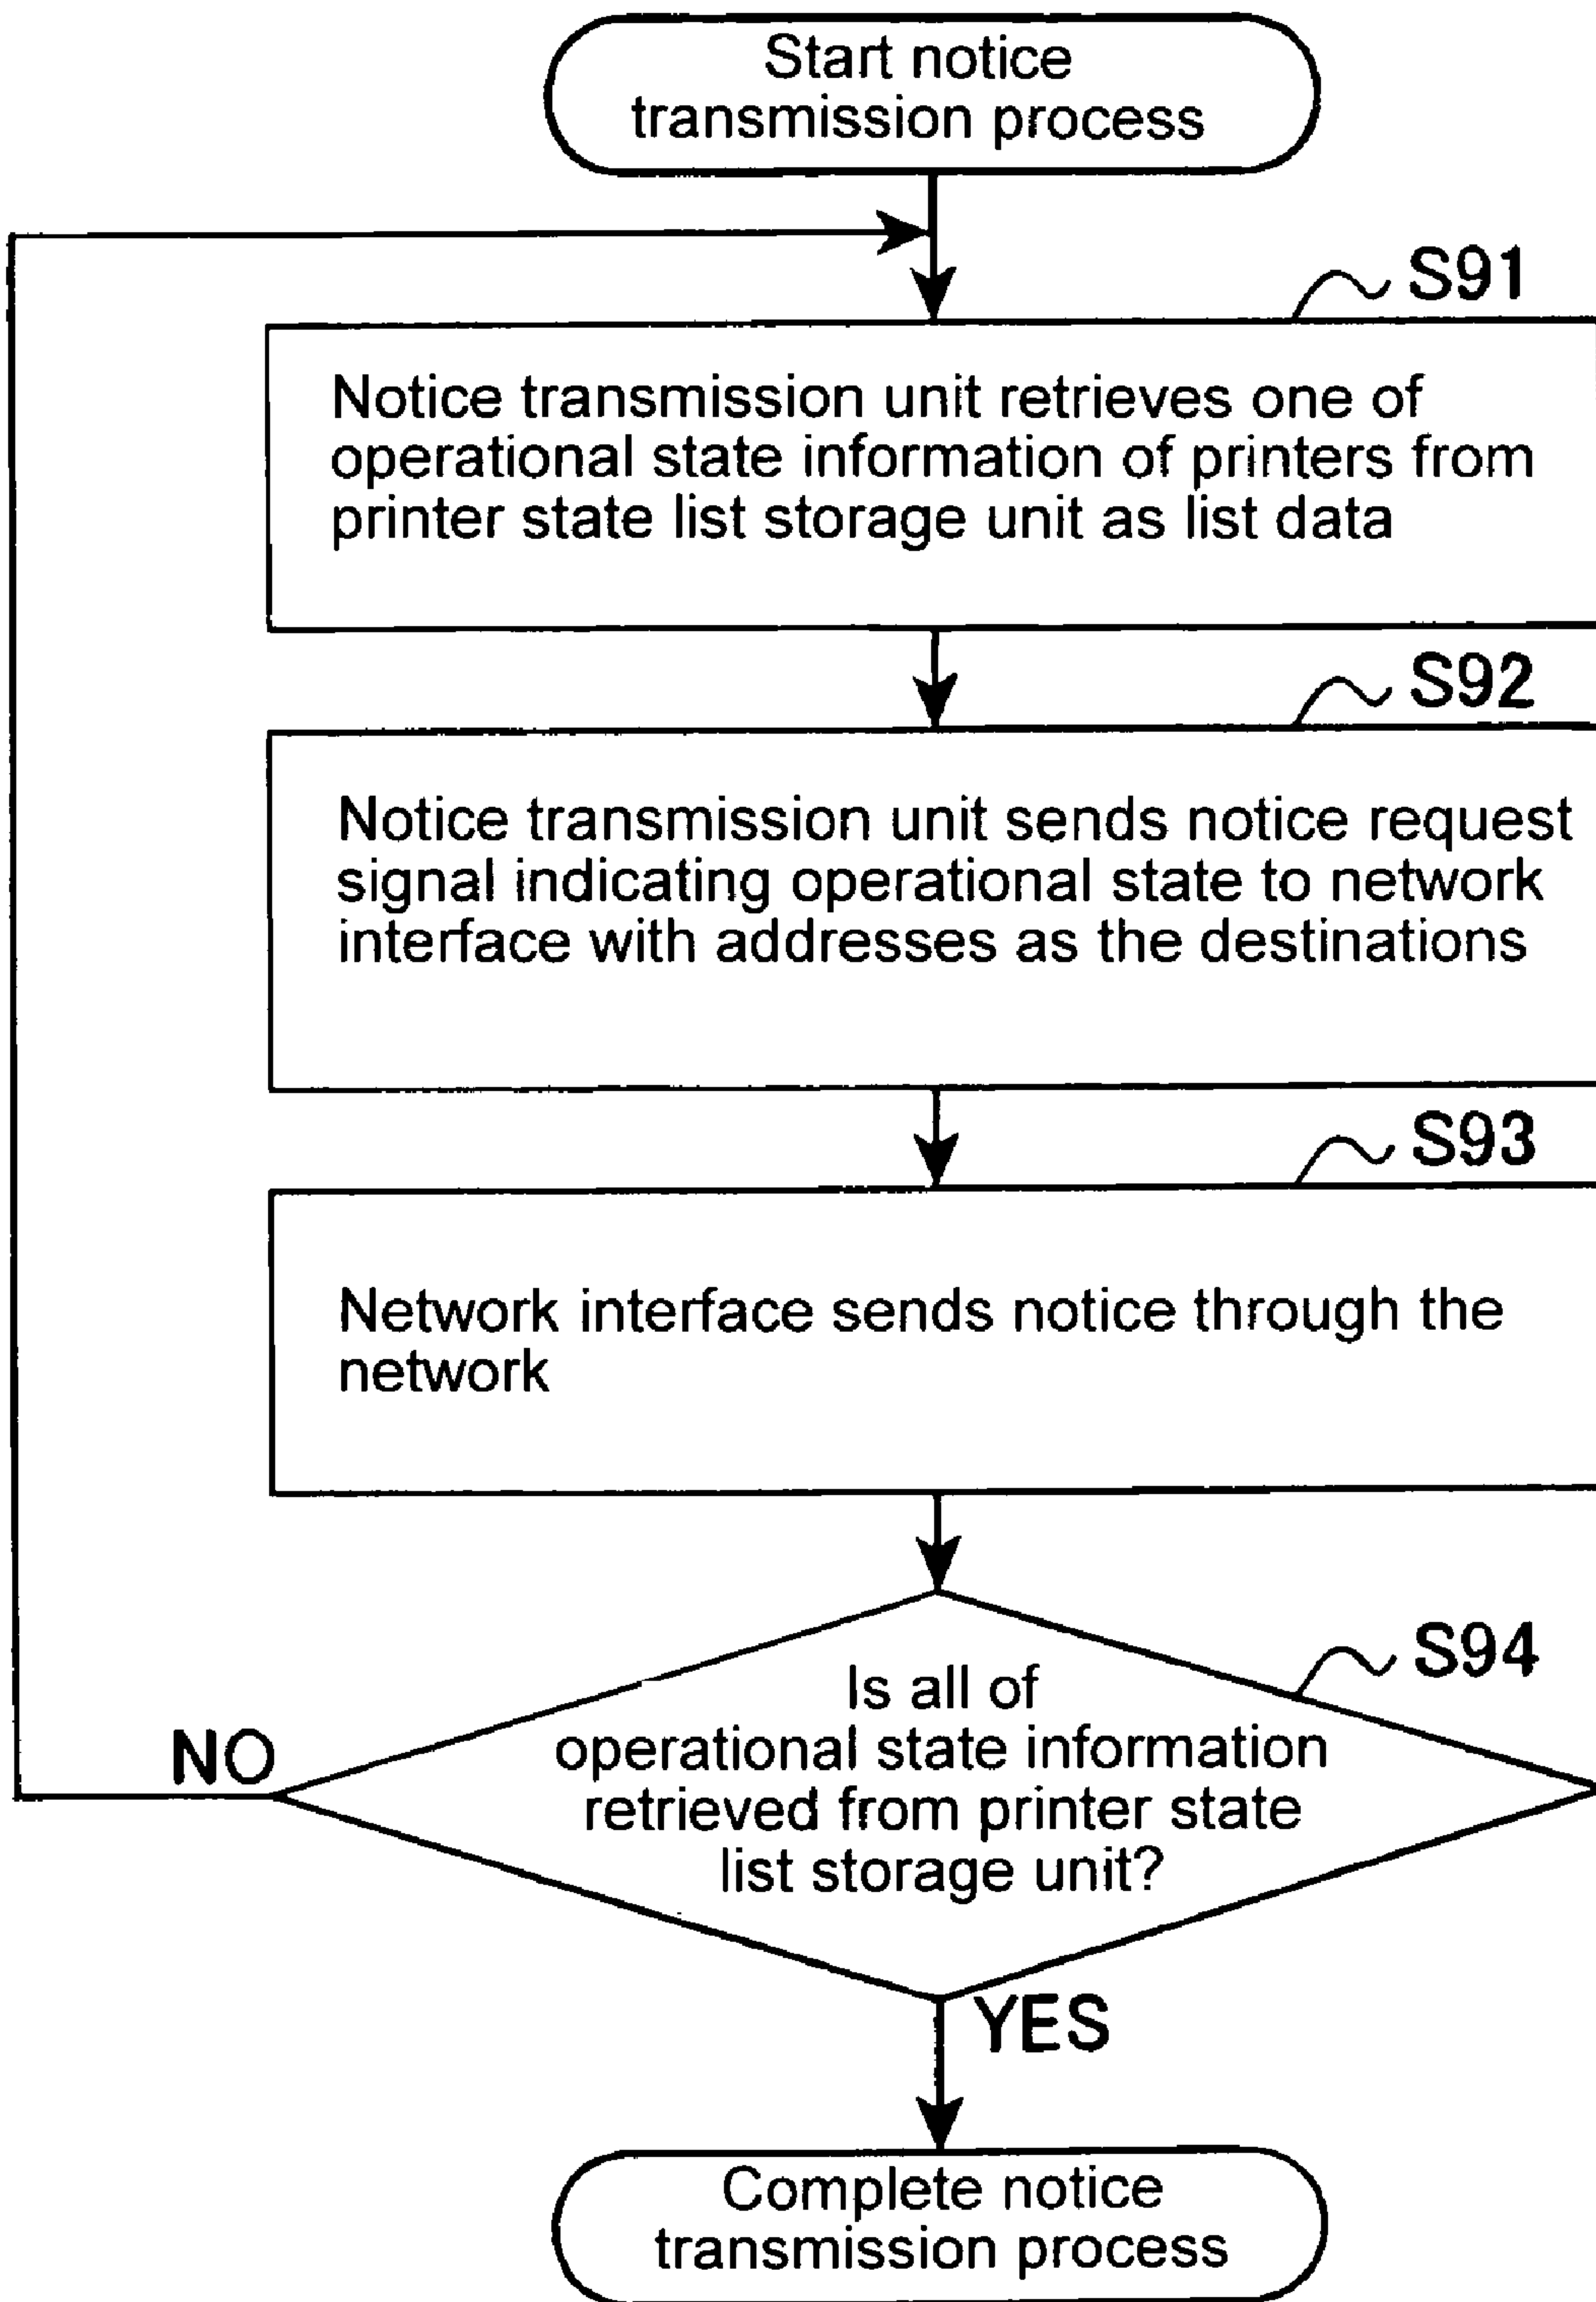 Start notice
transmission process
S91
Notice transmission unit retrieves one of
operational state information of printers from
printer state list storage unit as list data
S92
Notice transmission unit sends notice request
signal indicating operational state to network
interface with addresses as the destinations
S93
Network interface sends notice through the
network
S94
Is all of
operational state information
retrieved from printer state
list storage unit?
NO
YES
Complete notice
transmission process